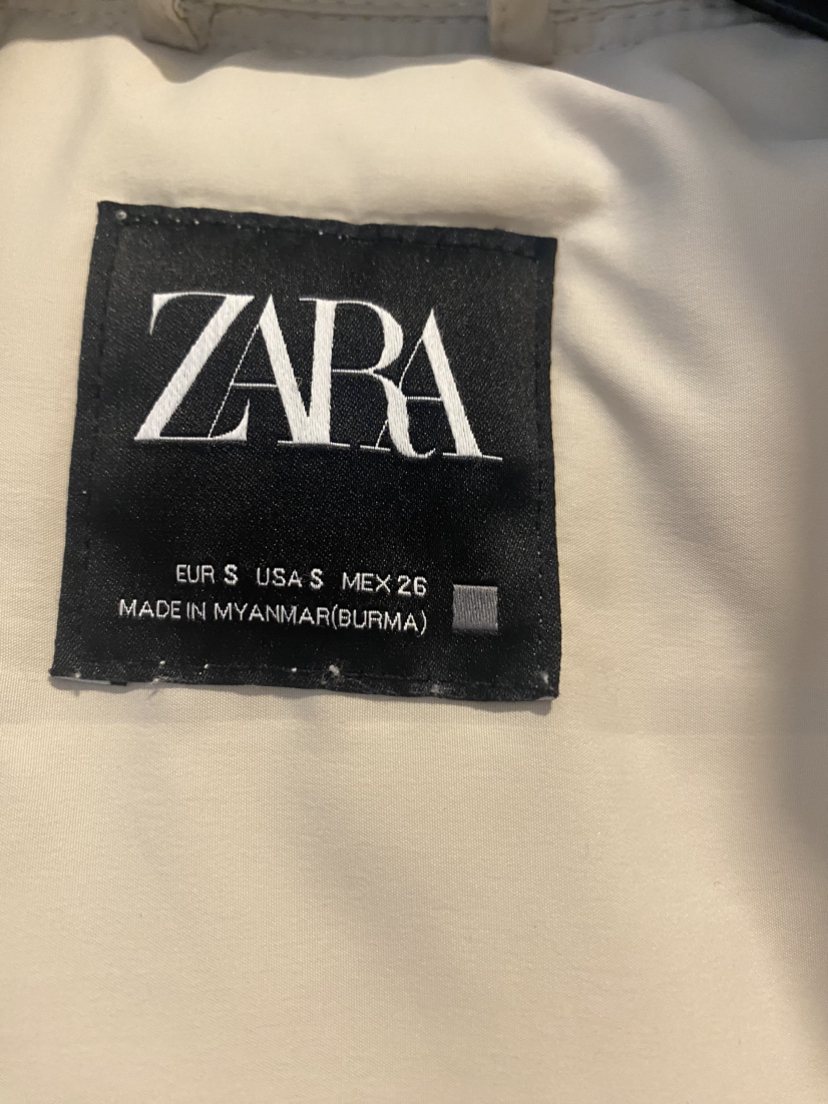 ZARA
EUR S USA S MEX 26
MADE IN MYANMAR(BURMA)